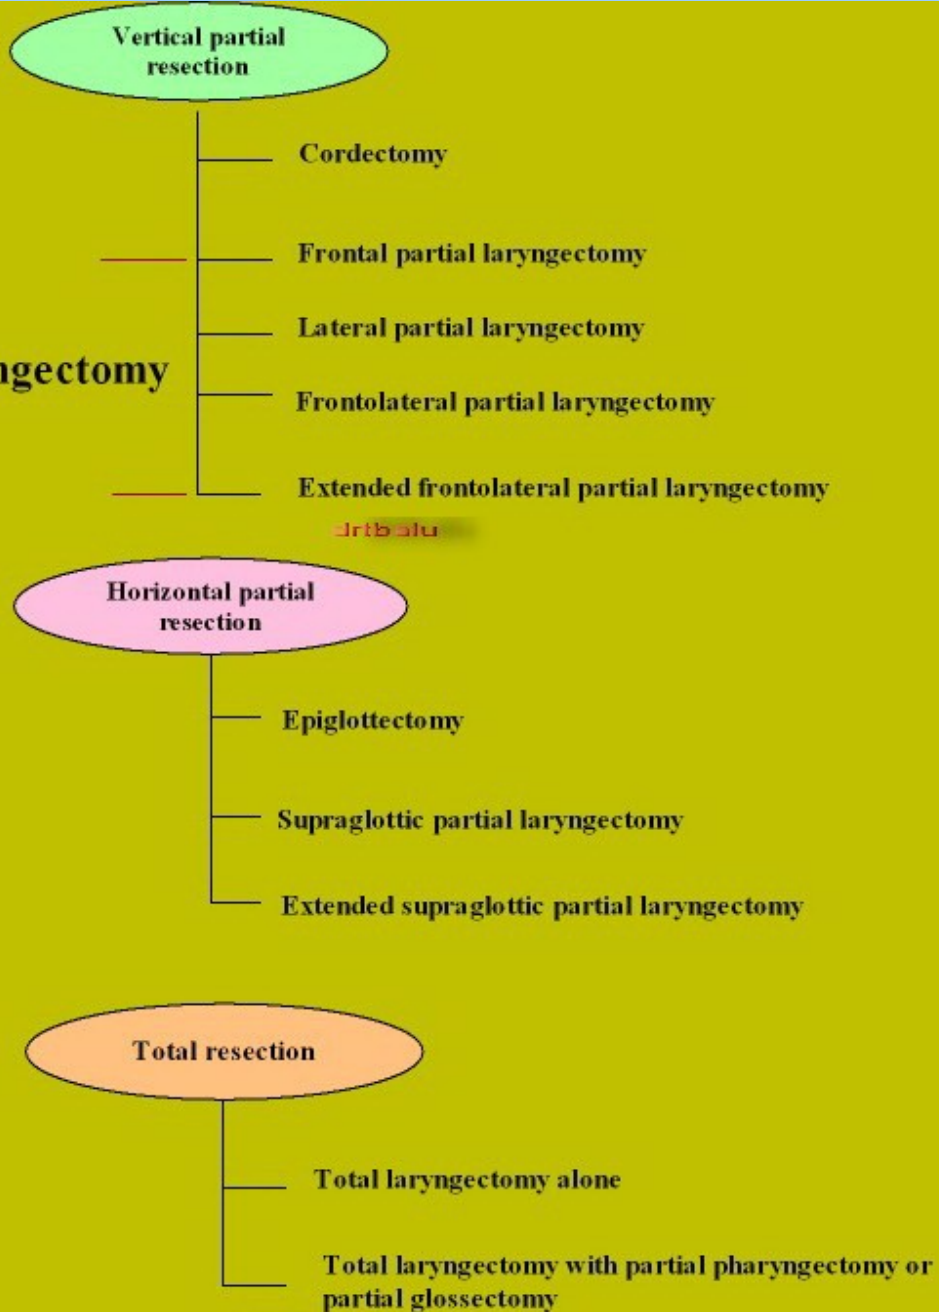 Vertical partial
resection
Cordectomy
Frontal partial laryngectomy
Lateral partial laryngectomy
ngectomy
Frontolateral partial laryngectomy
Extended frontolateral partial laryngectomy
drtbalu
Horizontal partial
resection
Epiglottectomy
Supraglottic partial laryngectomy
Extended supraglottic partial laryngectomy
Total resection
Total laryngectomy alone
Total laryngectomy with partial pharyngectomy or
partial glossectomy